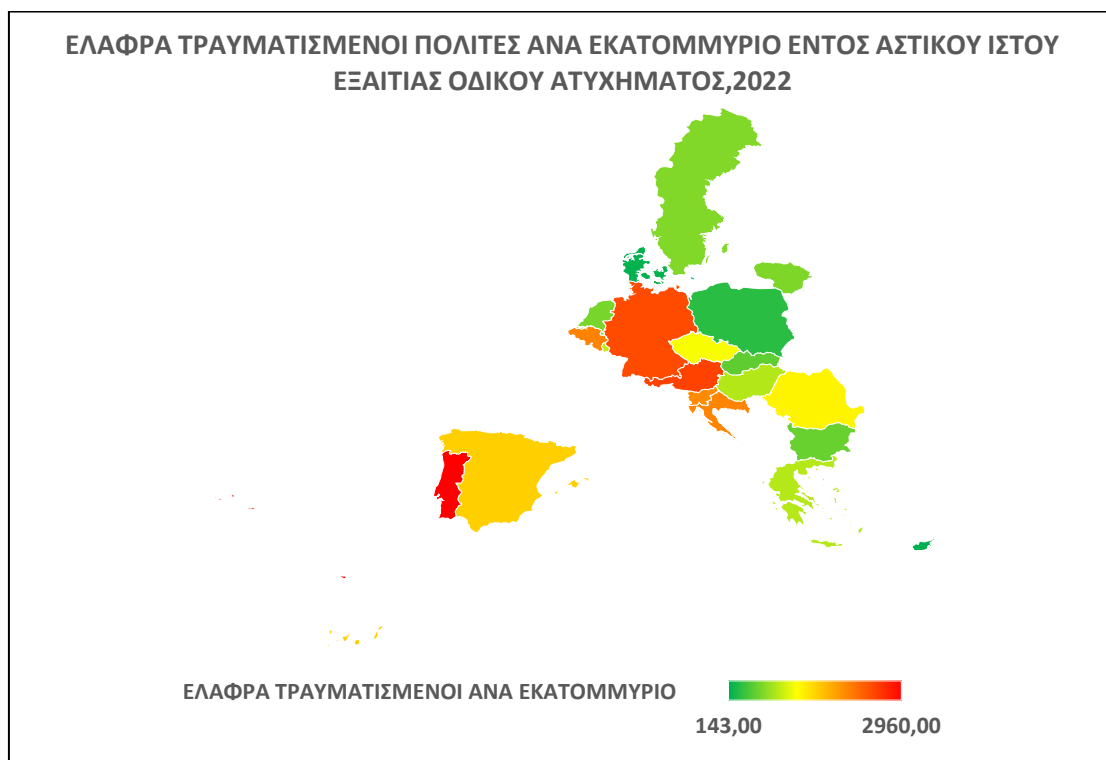 ΕΛΑΦΡΑ ΤΡΑΥΜΑΤΙΣΜΕΝΟΙ ΠΟΛΙΤΕΣ ΑΝΑ ΕΚΑΤΟΜΜΥΡΙΟ ΕΝΤΟΣ ΑΣΤΙΚΟΥ ΙΣΤΟΥ
ΕΞΑΙΤΙΑΣ ΟΔΙΚΟΥ ΑΤΥΧΗΜΑΤΟΣ,2022
ΕΛΑΦΡΑ ΤΡΑΥΜΑΤΙΣΜΕΝΟΙ ΑΝΑ ΕΚΑΤΟΜΜΥΡΙΟ
143,00 2960,00